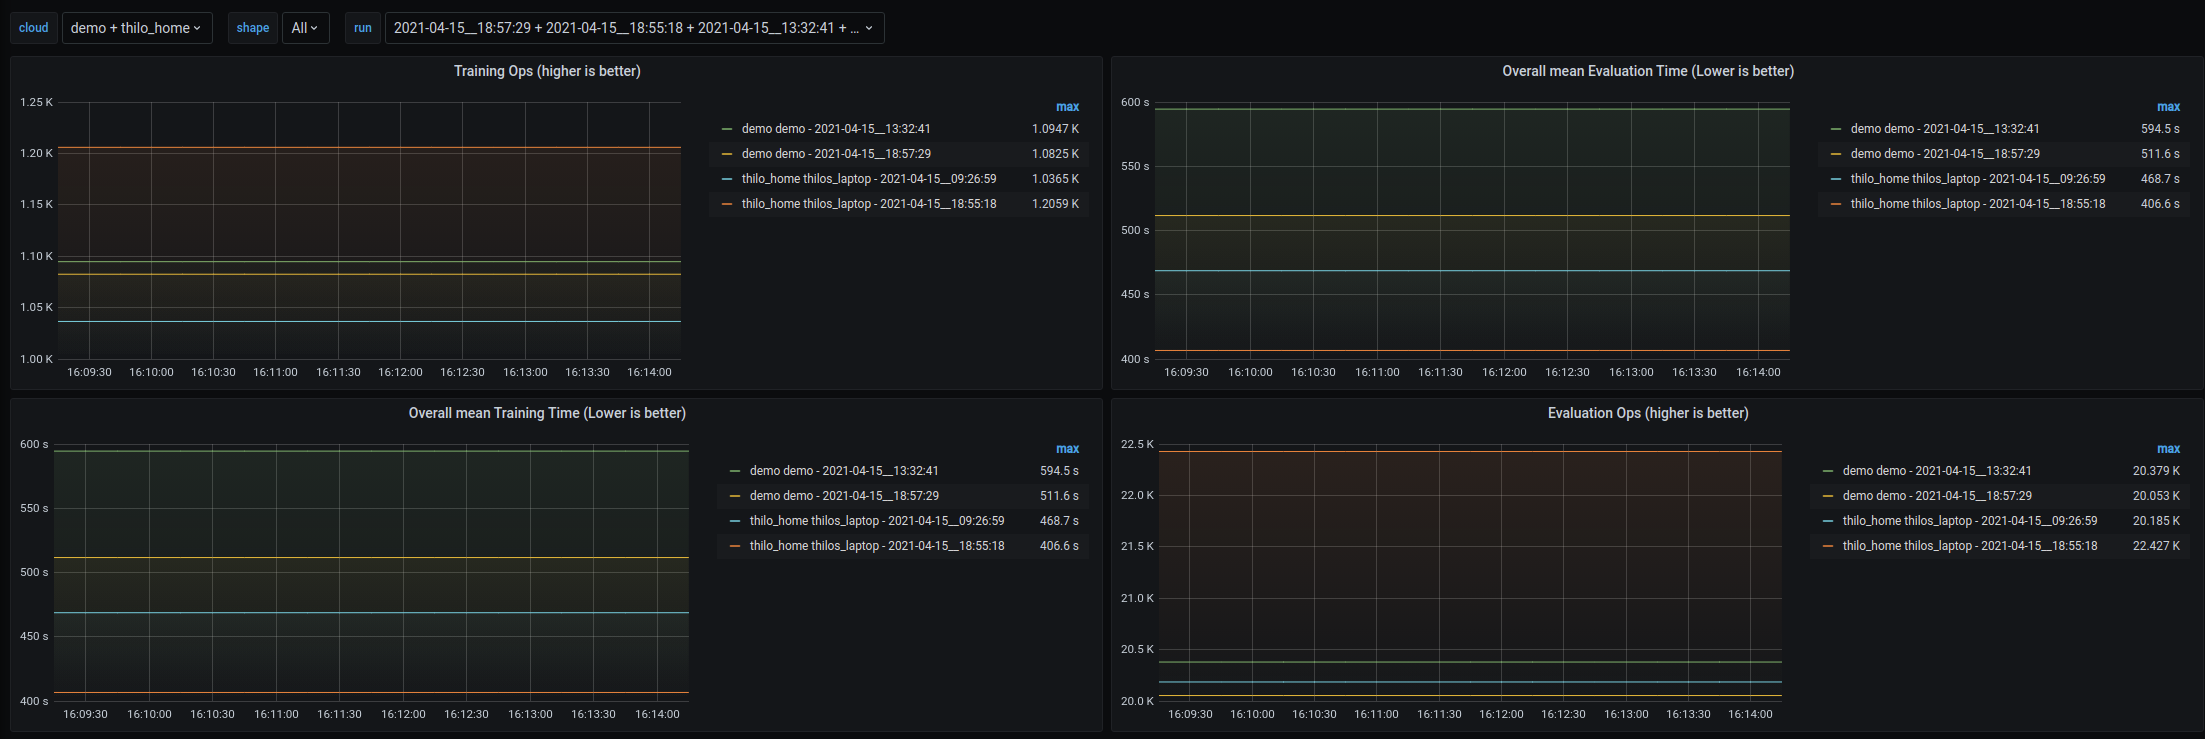 cloud demo + thilo_home shape All run 2021-04-15__18:57:29 + 2021-04-15__18:55:18 + 2021-04-15__13:32:41 + ...
Training Ops (higher is better)
1.25 K
1.20 K
1.15 K
1.10 K
1.05 K
1.00 K
16:09:30 16:10:00 16:10:30 16:11:00 16:11:30 16:12:00 16:12:30 16:13:00 16:13:30 16:14:00
max
demo demo - 2021-04-15__13:32:41 1.0947 K
demo demo - 2021-04-15__18:57:29 1.0825 K
thilo_home thilos_laptop - 2021-04-15__09:26:59 1.0365 K
thilo_home thilos_laptop - 2021-04-15__18:55:18 1.2059 K
Overall mean Evaluation Time (Lower is better)
600 s
550 s
500 s
450 s
400 s
16:09:30 16:10:00 16:10:30 16:11:00 16:11:30 16:12:00 16:12:30 16:13:00 16:13:30 16:14:00
max
demo demo - 2021-04-15__13:32:41 594.5 s
demo demo - 2021-04-15__18:57:29 511.6 s
thilo_home thilos_laptop - 2021-04-15__09:26:59 468.7 s
thilo_home thilos_laptop - 2021-04-15__18:55:18 406.6 s
Overall mean Training Time (Lower is better)
600 s
550 s
500 s
450 s
400 s
16:09:30 16:10:00 16:10:30 16:11:00 16:11:30 16:12:00 16:12:30 16:13:00 16:13:30 16:14:00
max
demo demo - 2021-04-15__13:32:41 594.5 s
demo demo - 2021-04-15__18:57:29 511.6 s
thilo_home thilos_laptop - 2021-04-15__09:26:59 468.7 s
thilo_home thilos_laptop - 2021-04-15__18:55:18 406.6 s
Evaluation Ops (higher is better)
22.5 K
22.0 K
21.5 K
21.0 K
20.5 K
20.0 K
16:09:30 16:10:00 16:10:30 16:11:00 16:11:30 16:12:00 16:12:30 16:13:00 16:13:30 16:14:00
max
demo demo - 2021-04-15__13:32:41 20.379 K
demo demo - 2021-04-15__18:57:29 20.053 K
thilo_home thilos_laptop - 2021-04-15__09:26:59 20.185 K
thilo_home thilos_laptop - 2021-04-15__18:55:18 22.427 K